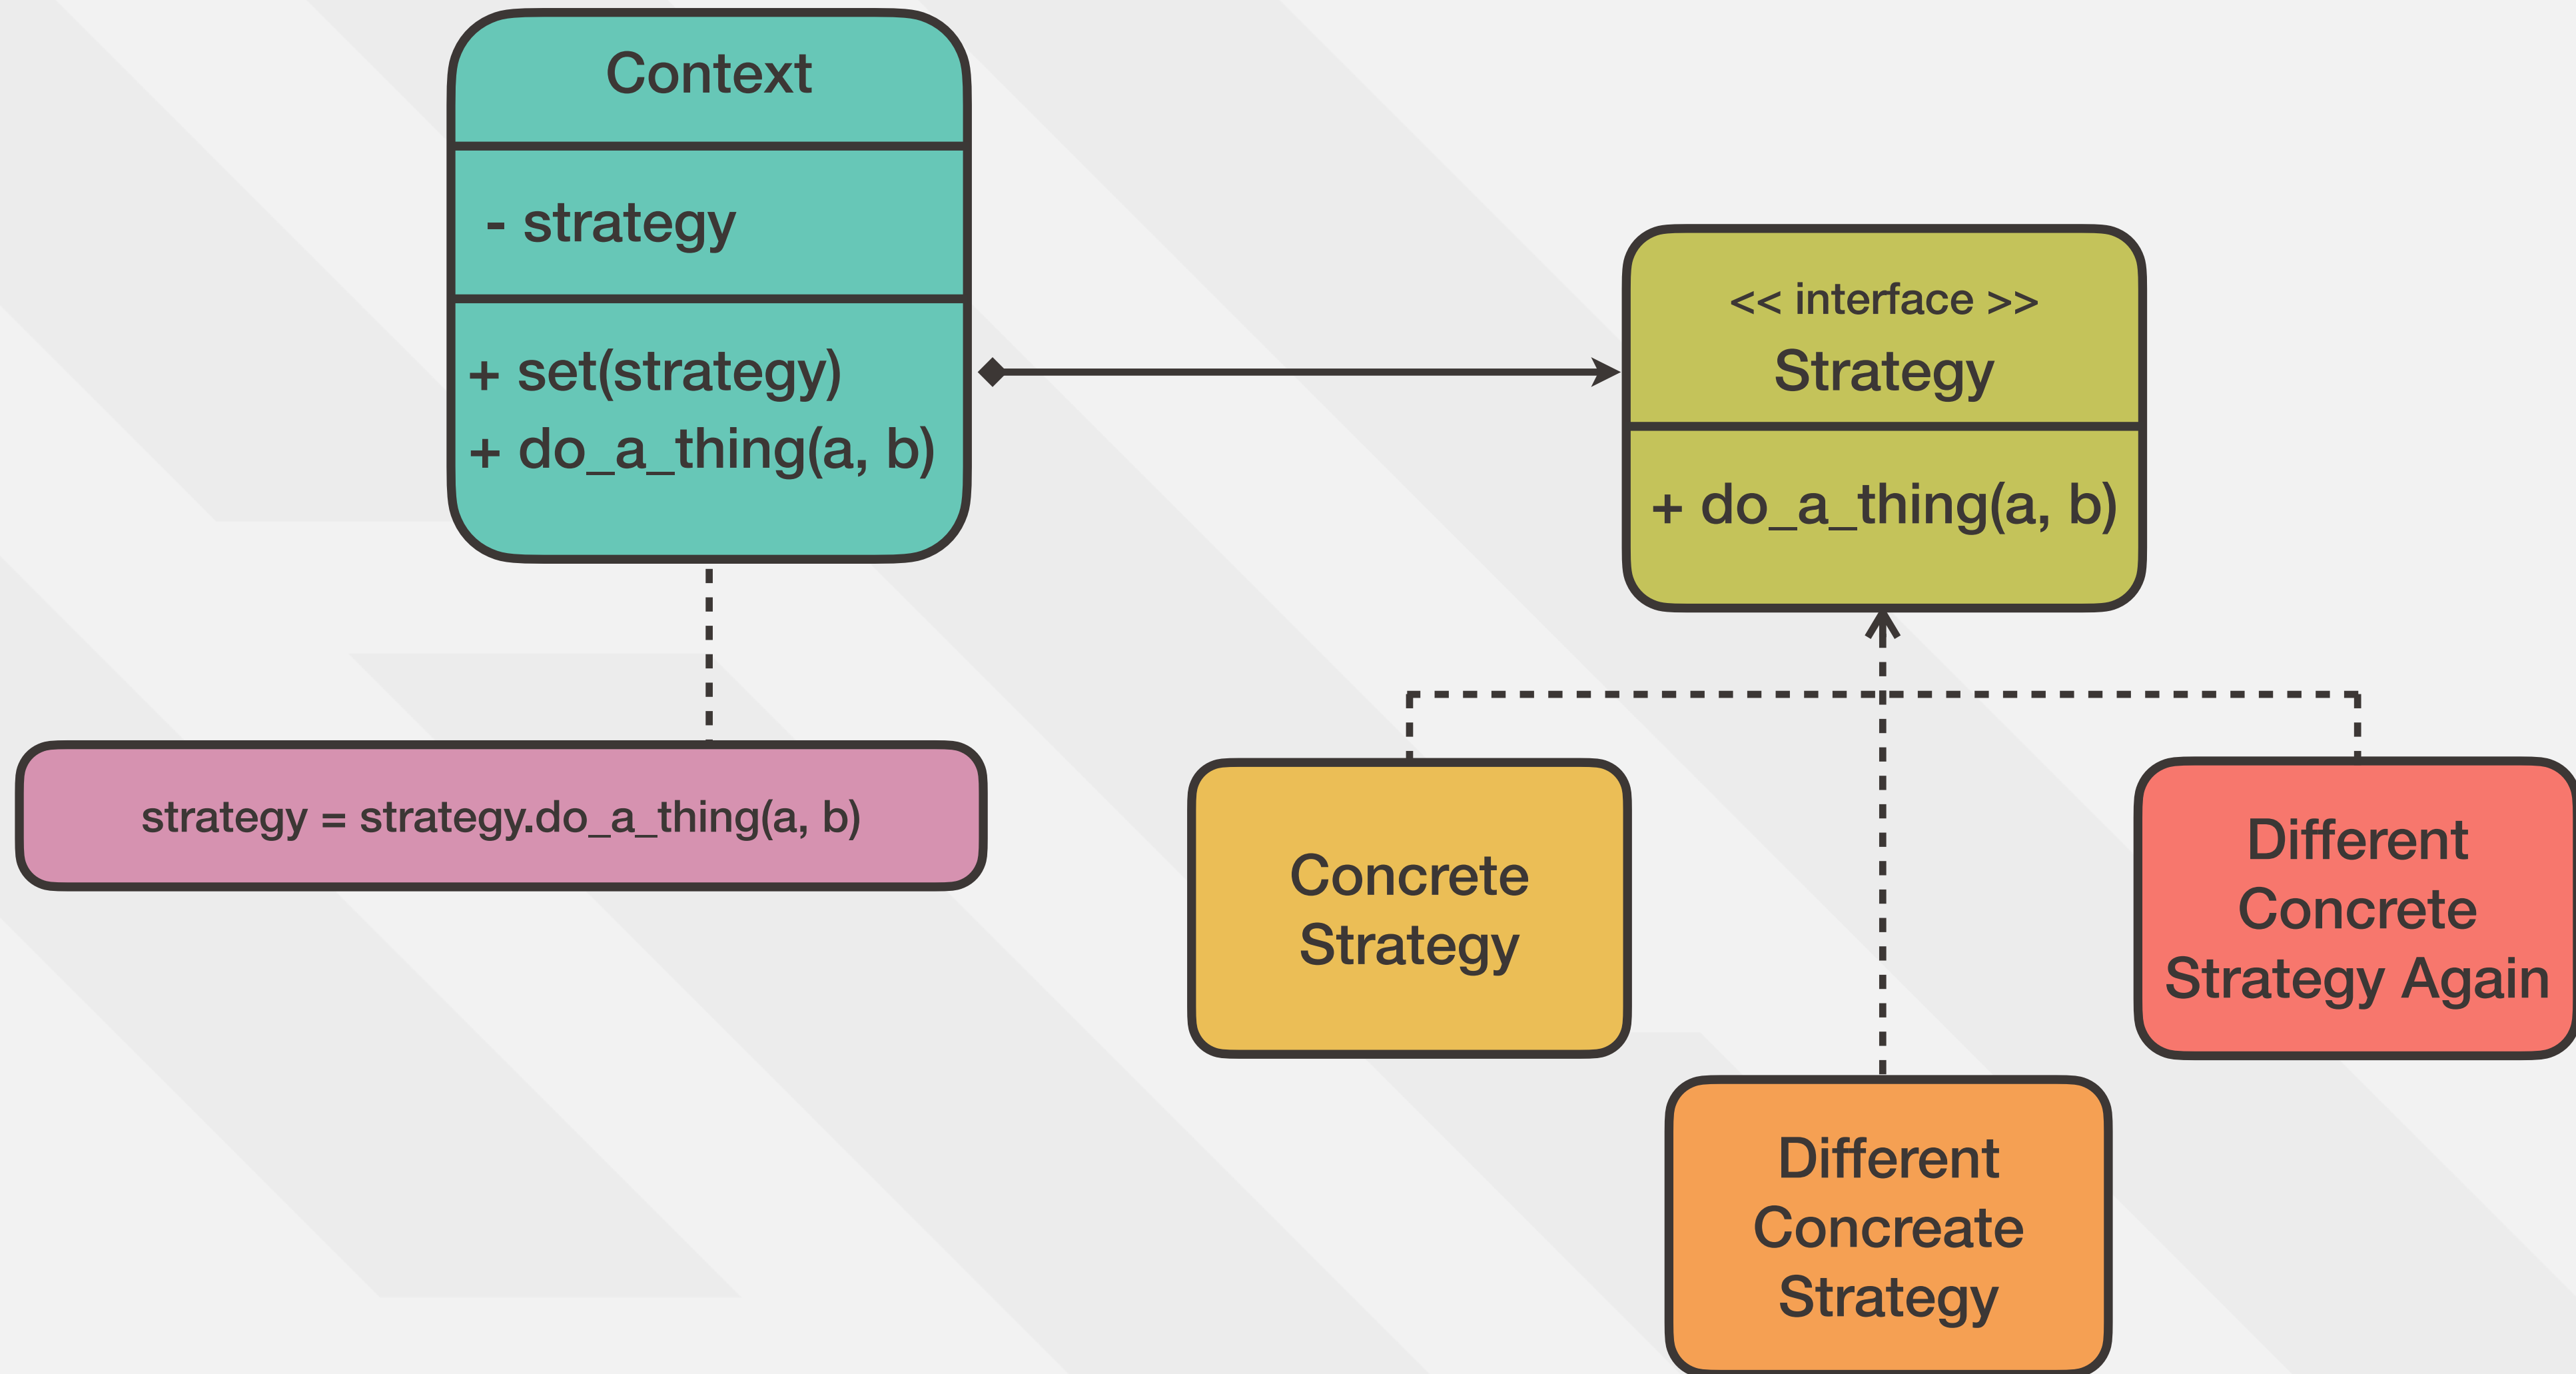 Context
- strategy
+ set(strategy)
+ do_a_thing(a, b)
<< interface >>
Strategy
+ do_a_thing(a, b)
strategy = strategy.do_a_thing(a, b)
Concrete
Strategy
Different
Concreate
Strategy
Different
Concrete
Strategy Again